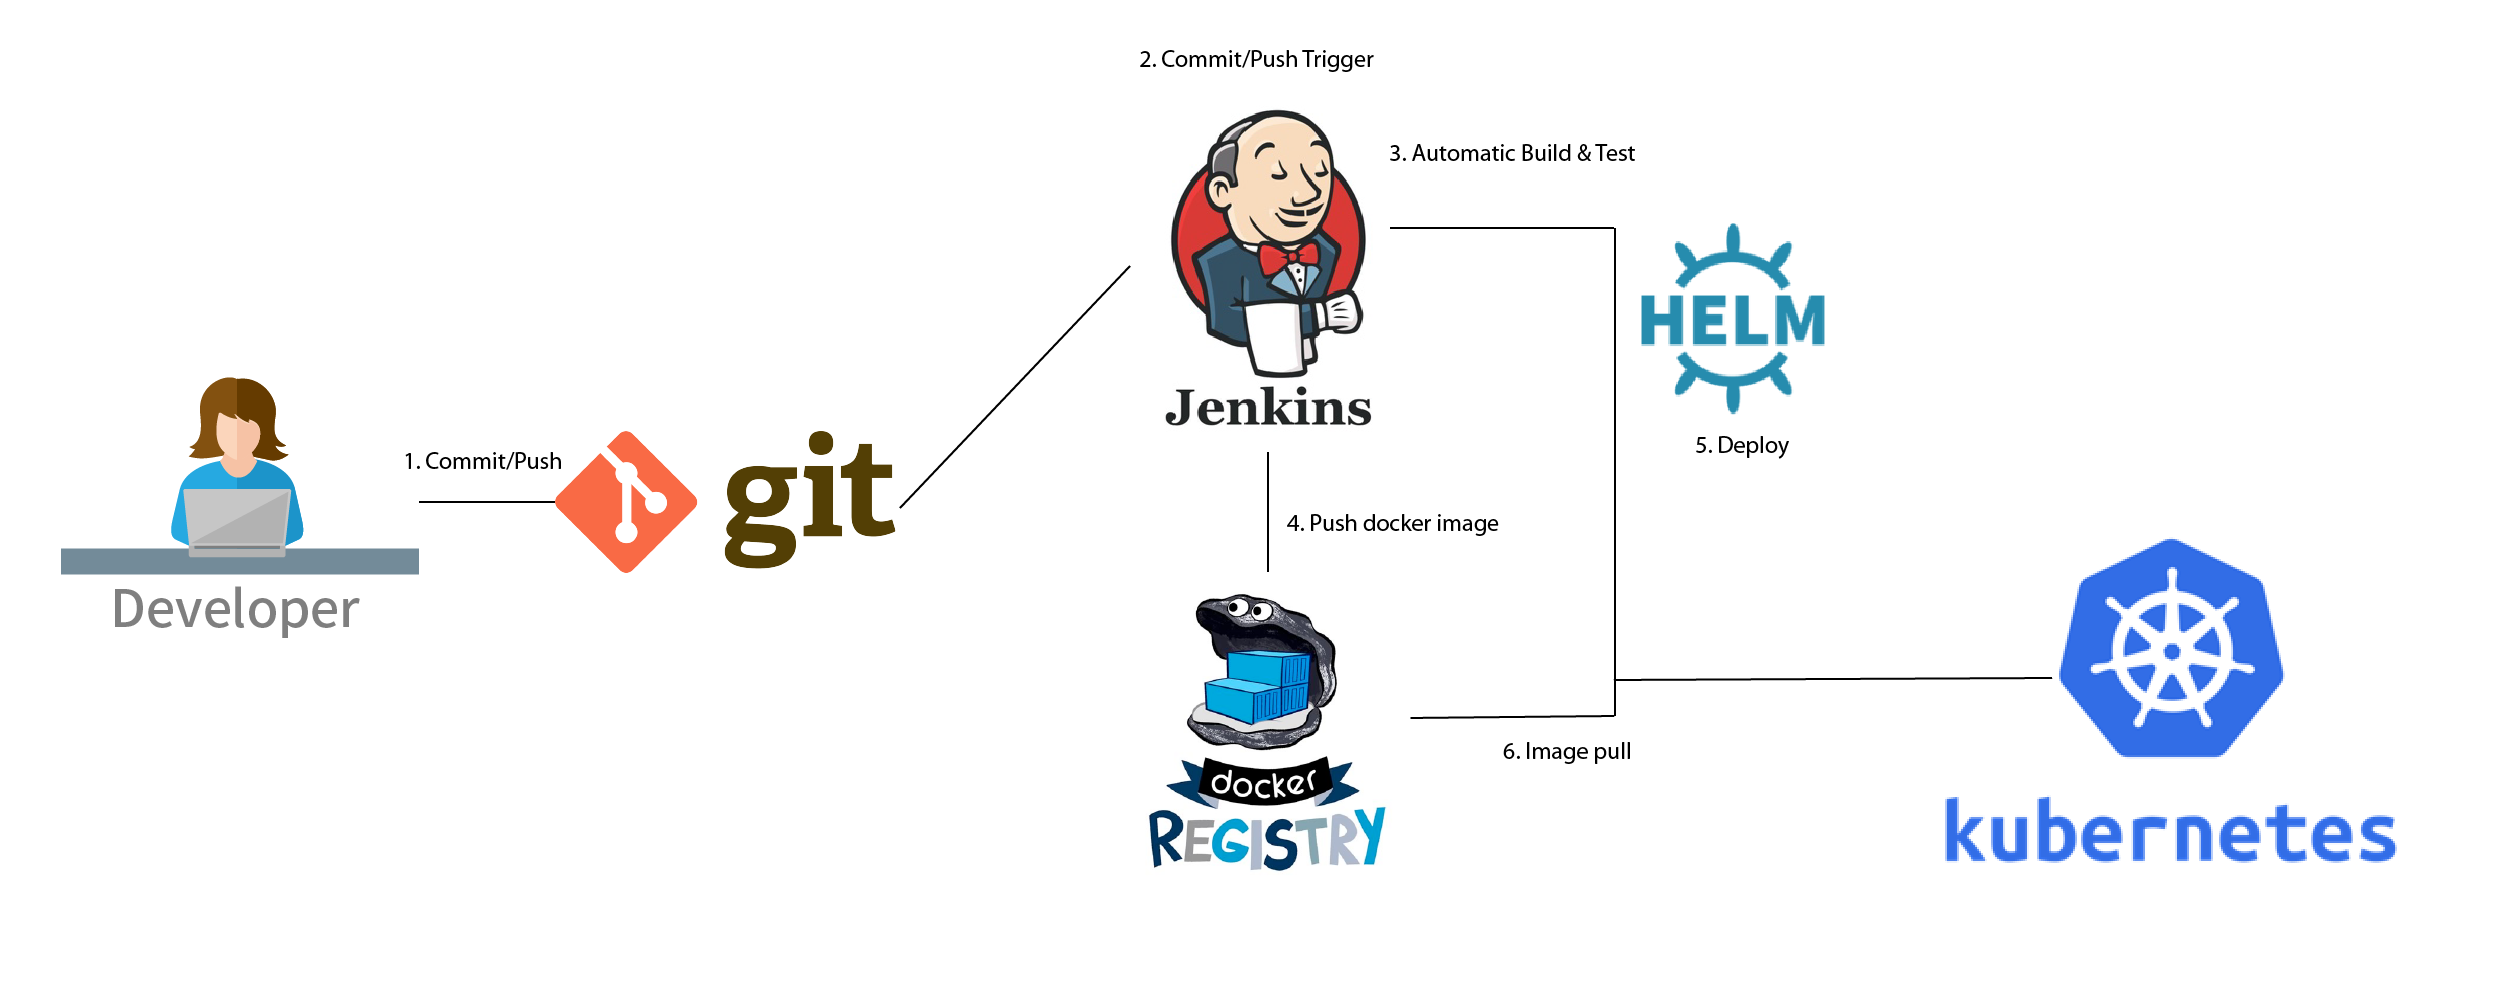 2. Commit/Push Trigger
3. Automatic Build & Test
HELM
Jenkins
1. Commit/Push
git
5. Deploy
4. Push docker image
Developer
6. Image pull
docker
REGISTRY
kubernetes